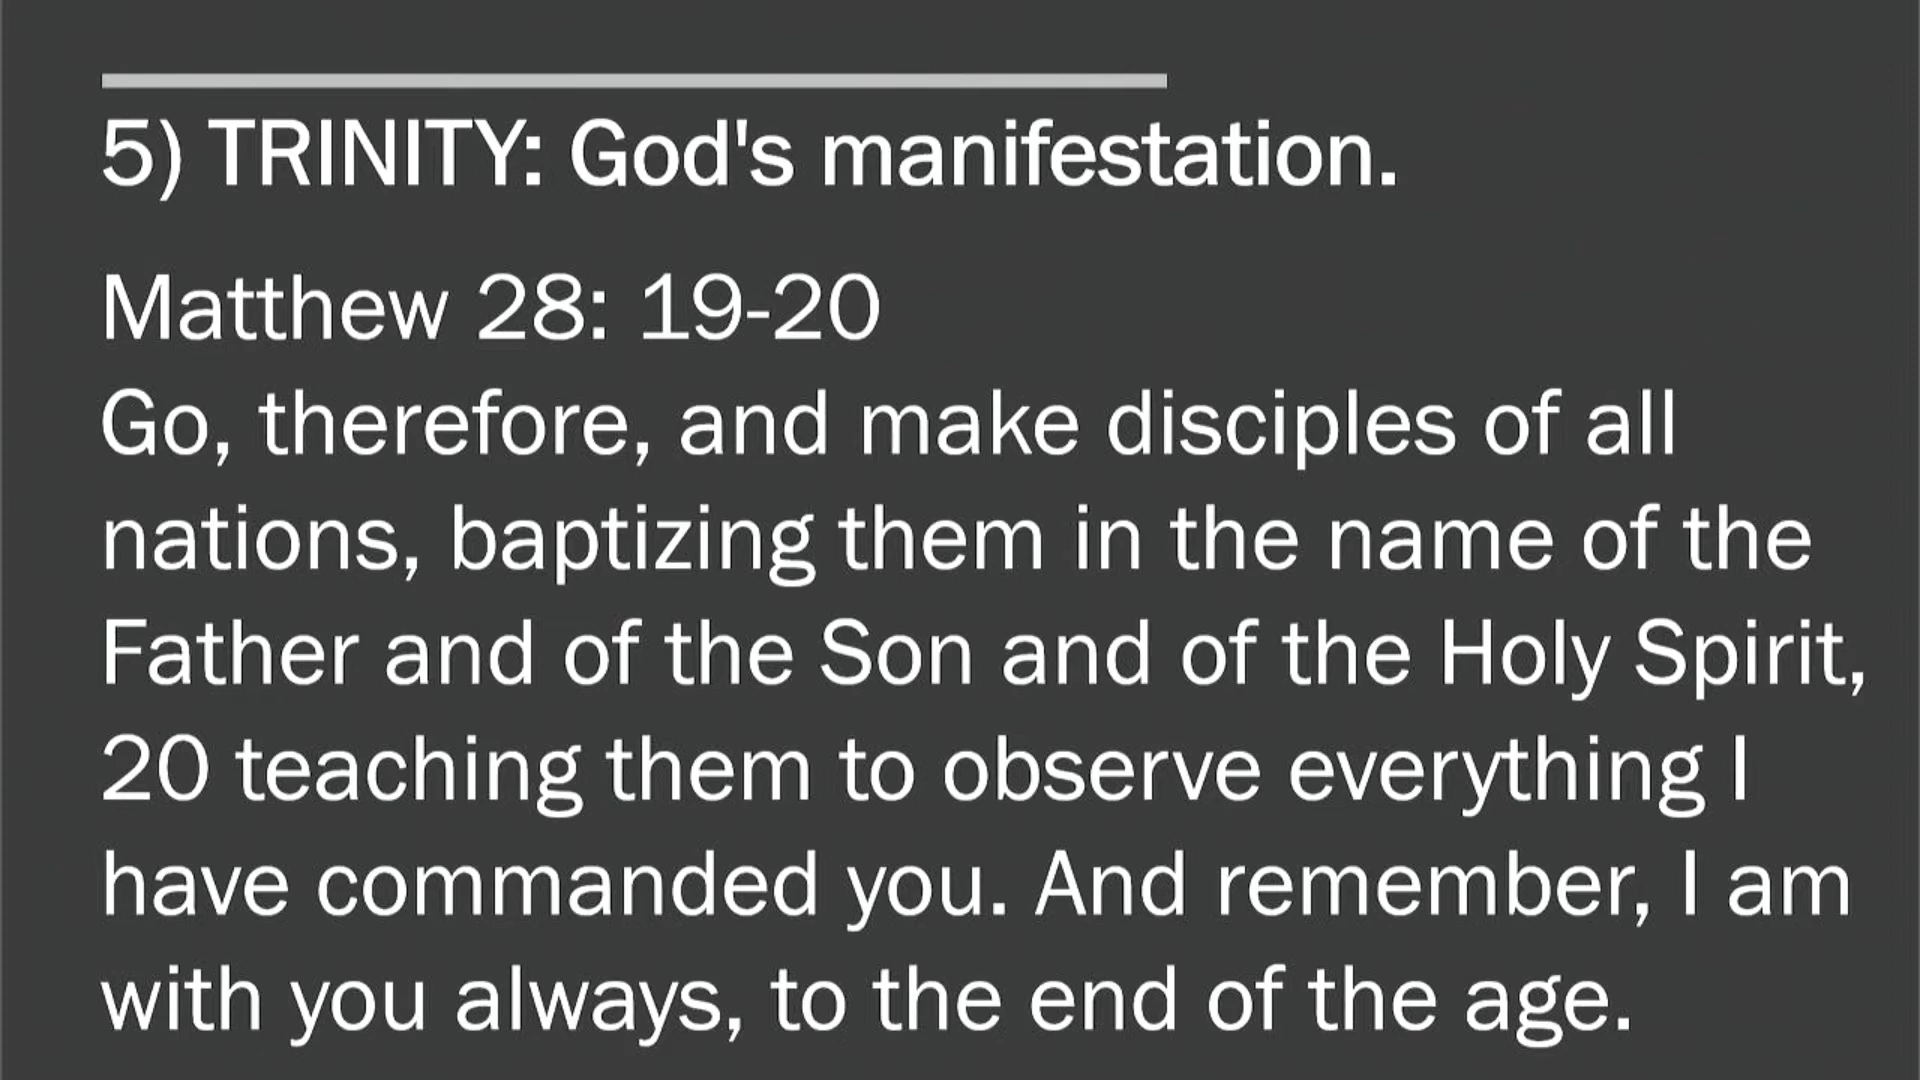 5) TRINITY: God's manifestation.
Matthew 28: 19-20
Go, therefore, and make disciples of all
nations, baptizing them in the name of the
Father and of the Son and of the Holy Spirit,
20 teaching them to observe everything I
have commanded you. And remember, I am
with you always, to the end of the age.